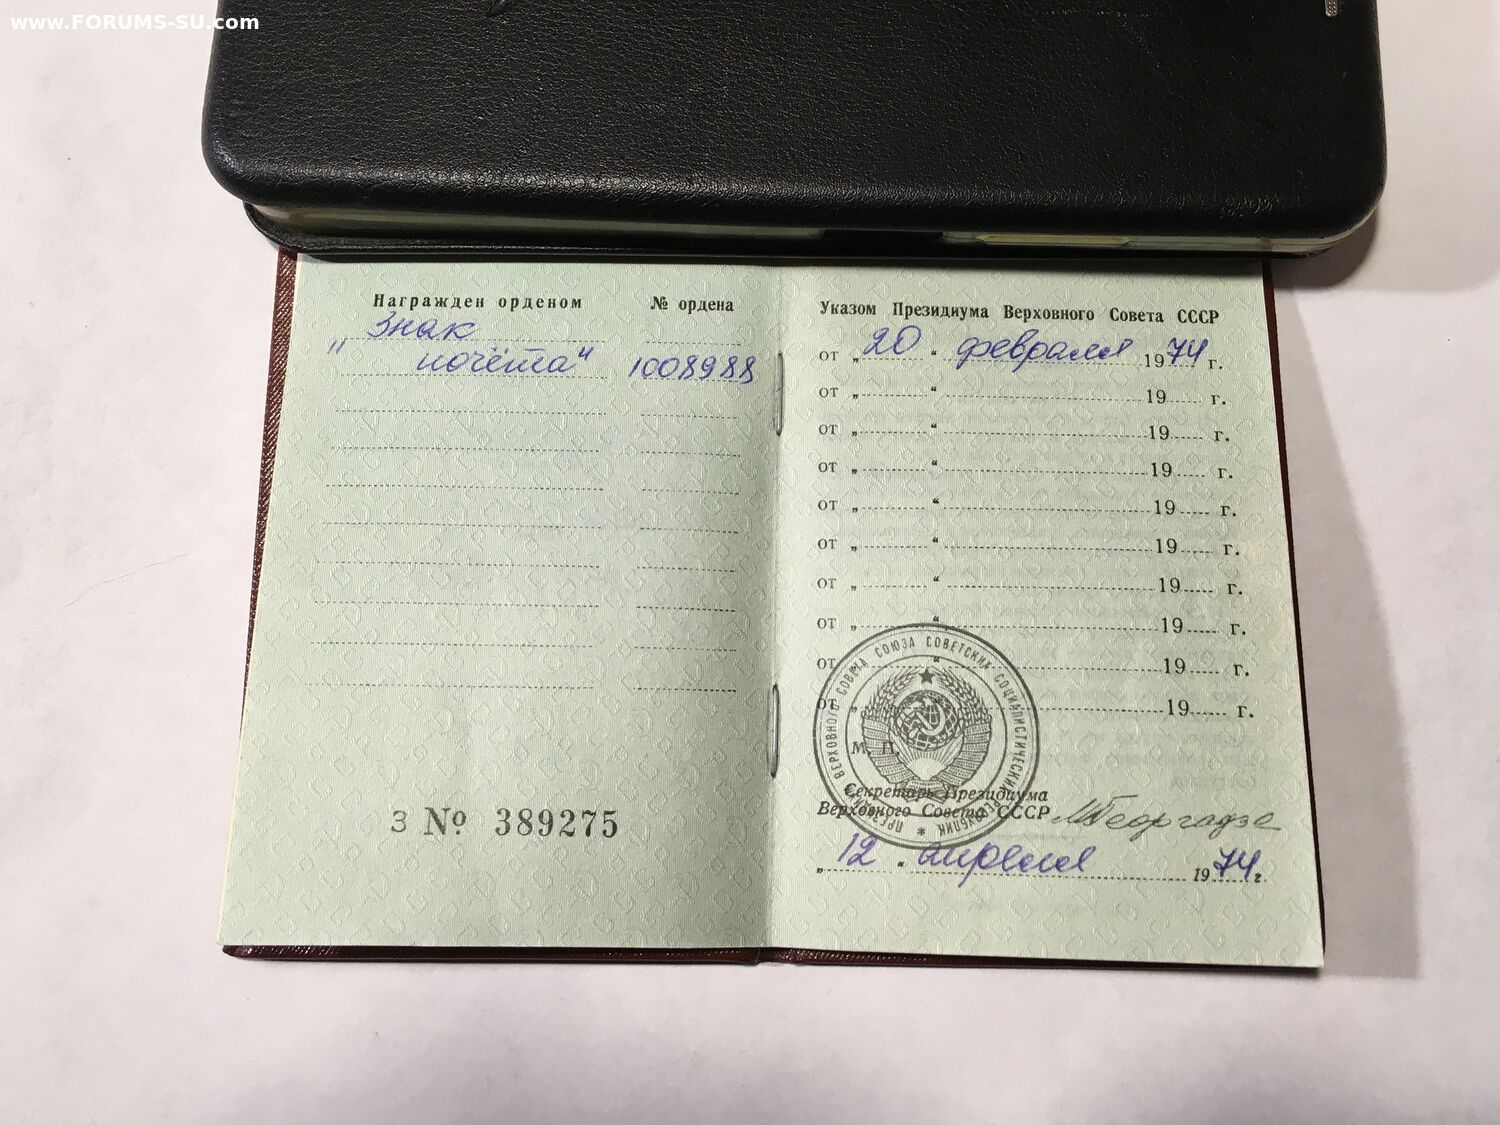 www.FORUMS-SU.com
Награжден орденом
№ ордена
Знак
"почёта"
1008988
З № 389275
Указом Президиума Верховного Совета СССР
от „20“ февраля 1974 г.
от „ “ 19 г.
от „ “ 19 г.
от „ “ 19 г.
от „ “ 19 г.
от „ “ 19 г.
от „ “ 19 г.
от „ “ 19 г.
от „ “ 19 г.
от „ “ 19 г.
ПРЕЗИДИУМ ВЕРХОВНОГО СОВЕТА СОЮЗА СОВЕТСКИХ СОЦИАЛИСТИЧЕСКИХ РЕСПУБЛИК
М. П.
Секретарь Президиума
Верховного Совета СССР МГеоргадзе
„12“ апреля 1974 г.